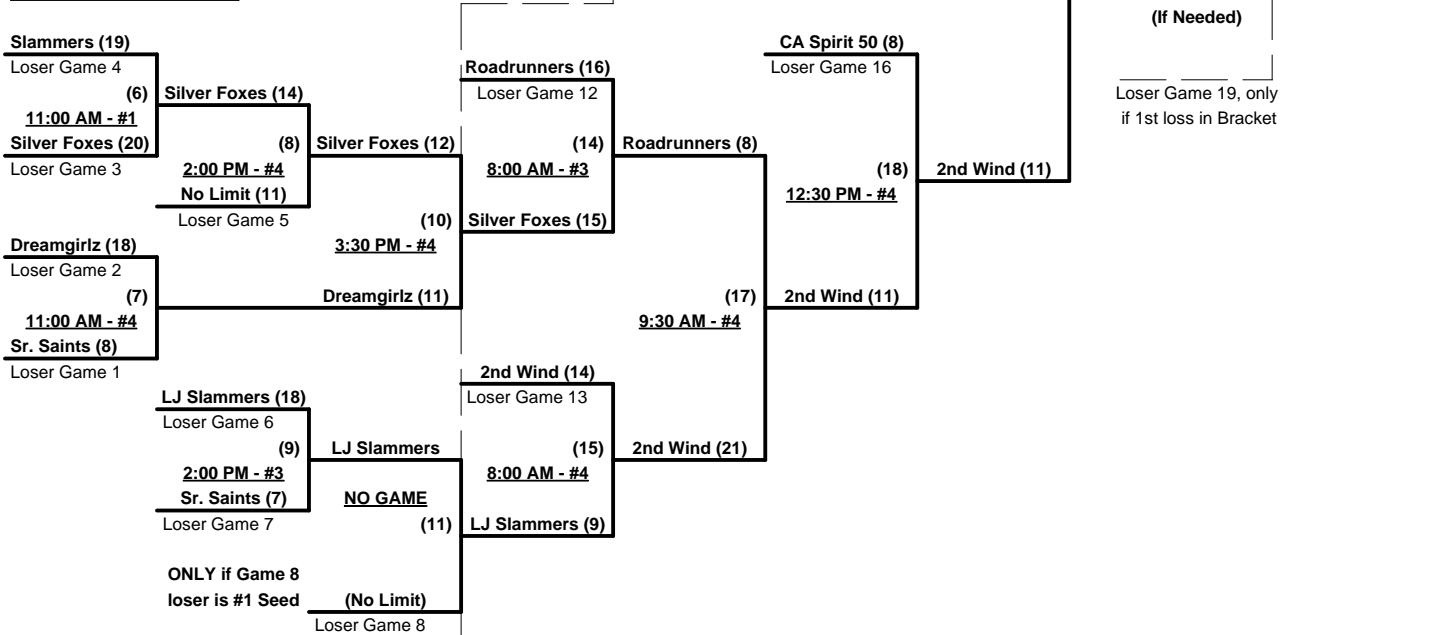 (If Needed)
Slammers (19)
CA Spirit 50 (8)
Loser Game 4
Roadrunners (16)
Loser Game 16
(6)
Silver Foxes (14)
Loser Game 12
Loser Game 19, only
11:00 AM - #1
if 1st loss in Bracket
Silver Foxes (20)
(8)
Silver Foxes (12)
(14)
Roadrunners (8)
Loser Game 3
2:00 PM - #4
8:00 AM - #3
(18)
2nd Wind (11)
No Limit (11)
12:30 PM - #4
Loser Game 5
(10)
Silver Foxes (15)
Dreamgirlz (18)
3:30 PM - #4
Loser Game 2
(7)
Dreamgirlz (11)
(17)
2nd Wind (11)
11:00 AM - #4
9:30 AM - #4
Sr. Saints (8)
Loser Game 1
2nd Wind (14)
LJ Slammers (18)
Loser Game 13
Loser Game 6
(9)
LJ Slammers
(15)
2nd Wind (21)
2:00 PM - #3
8:00 AM - #4
Sr. Saints (7)
NO GAME
Loser Game 7
(11)
LJ Slammers (9)
ONLY if Game 8
loser is #1 Seed
(No Limit)
Loser Game 8